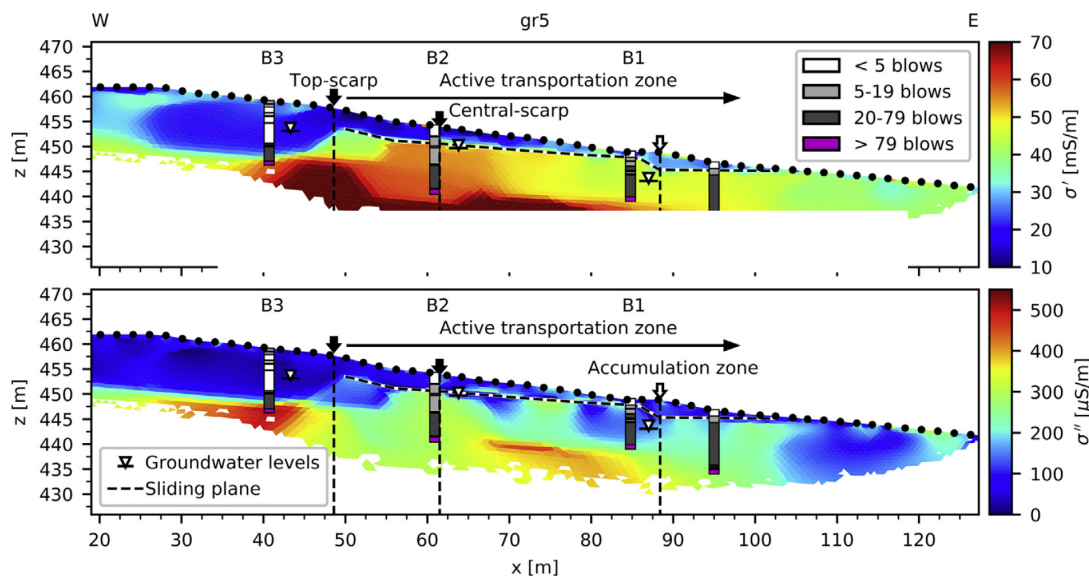 W gr5 E
470
465
460
455
450
445
440
435
430
z [m]
B3 B2 B1
Top-scarp Active transportation zone
Central-scarp
< 5 blows
5-19 blows
20-79 blows
> 79 blows
70
60
50
40
30
20
10
σ′ [mS/m]
470
465
460
455
450
445
440
435
430
z [m]
B3 B2 B1
Active transportation zone
Accumulation zone
Groundwater levels
Sliding plane
500
400
300
200
100
0
σ″ [µS/m]
20 30 40 50 60 70 80 90 100 110 120
x [m]